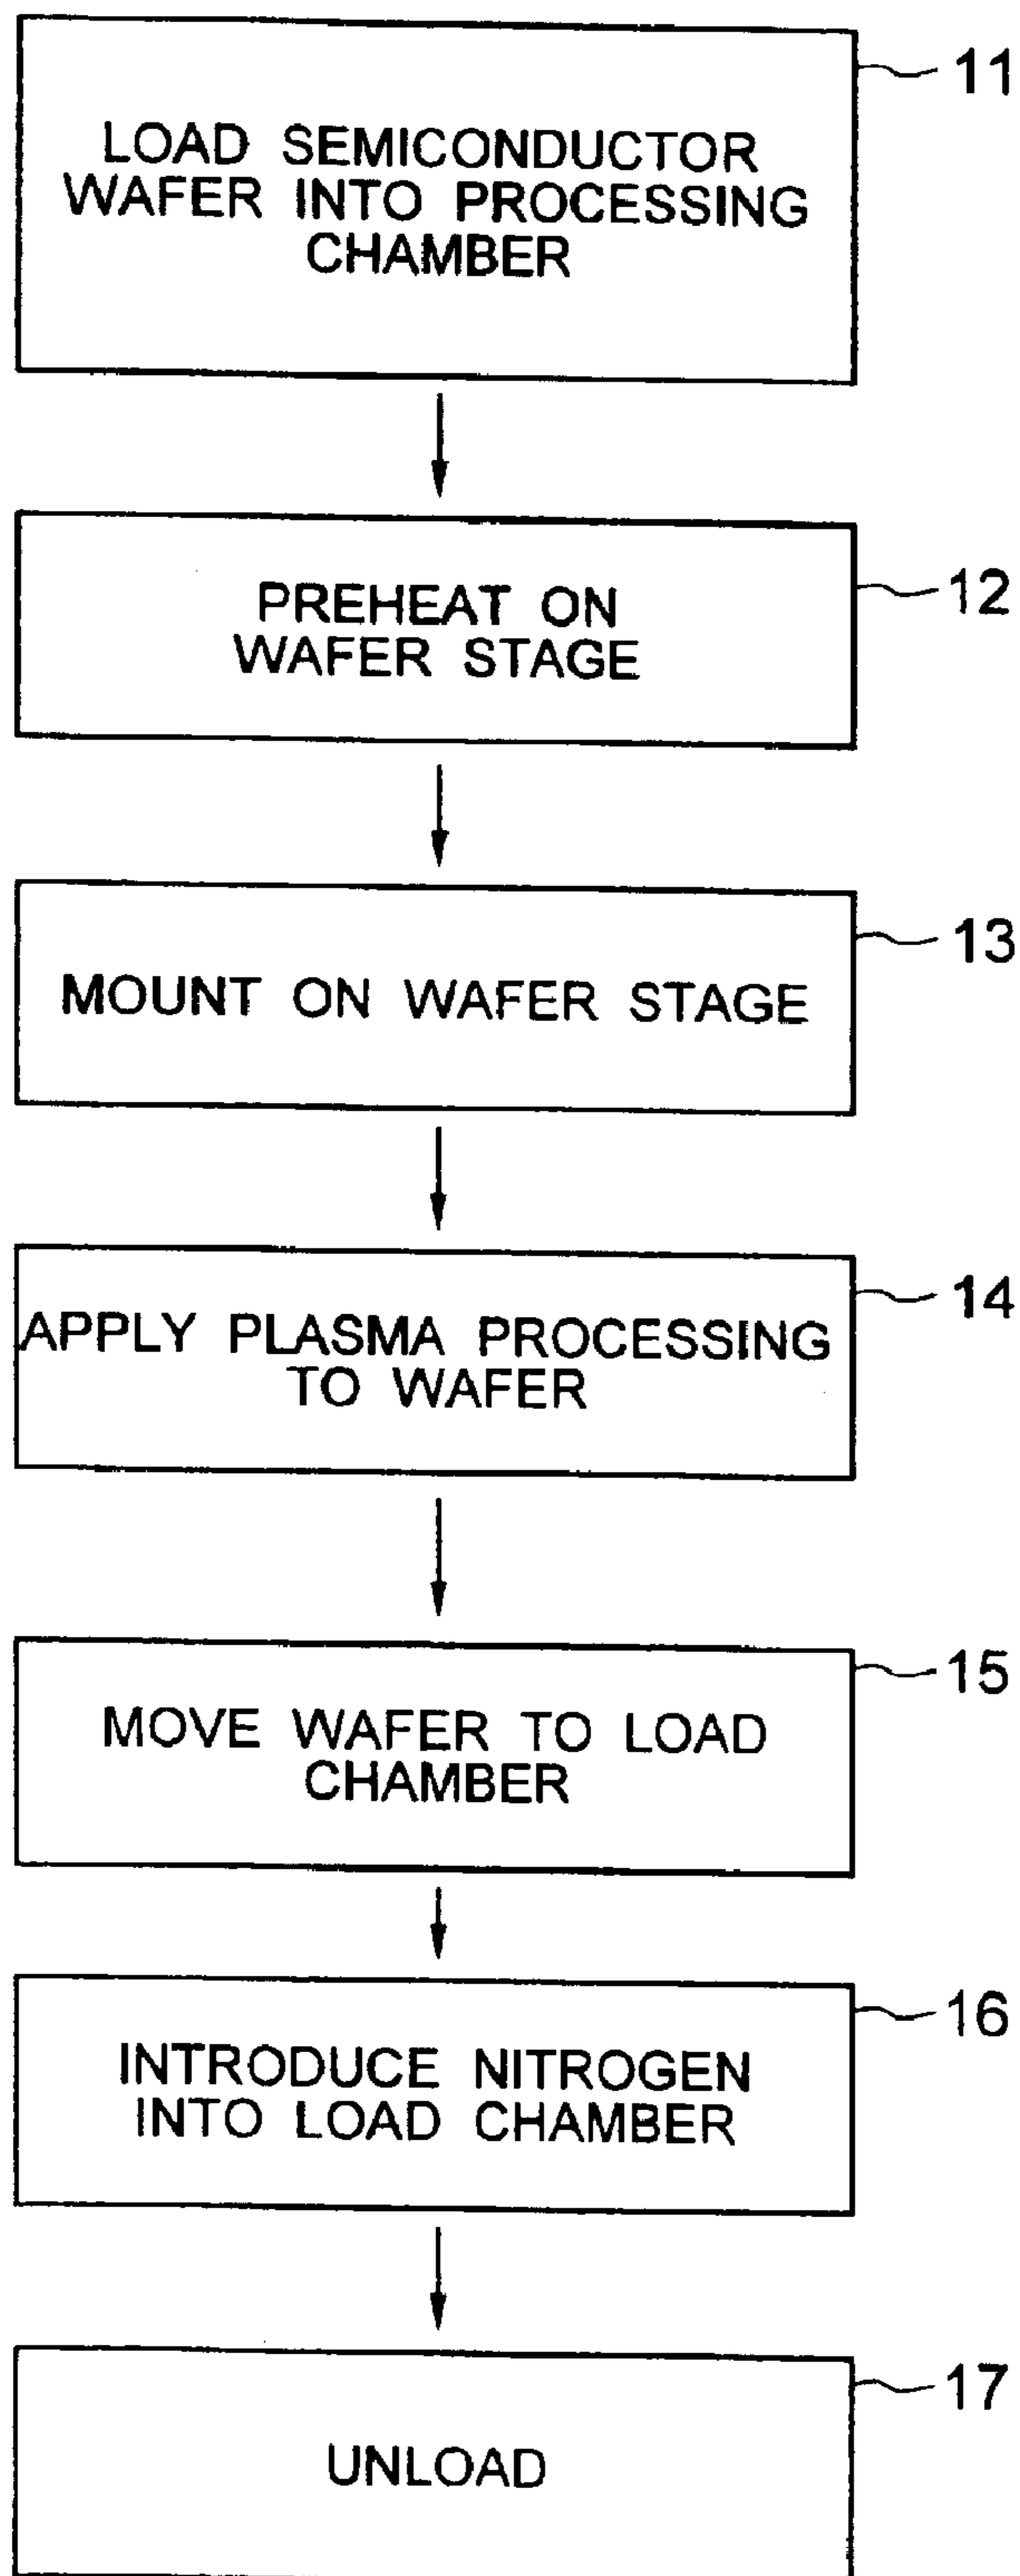 11
LOAD SEMICONDUCTOR
WAFER INTO PROCESSING
CHAMBER
12
PREHEAT ON
WAFER STAGE
13
MOUNT ON WAFER STAGE
14
APPLY PLASMA PROCESSING
TO WAFER
15
MOVE WAFER TO LOAD
CHAMBER
16
INTRODUCE NITROGEN
INTO LOAD CHAMBER
17
UNLOAD